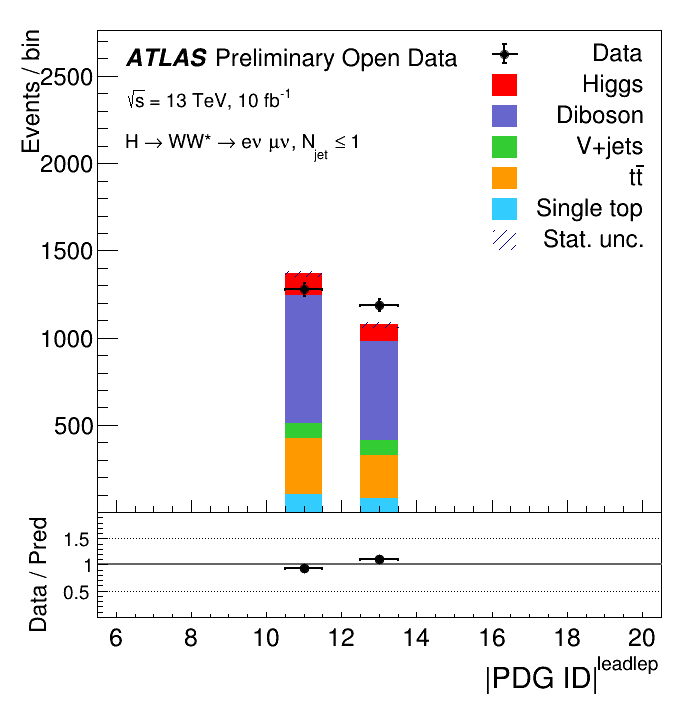 ATLAS Preliminary Open Data
√s = 13 TeV, 10 fb⁻¹
H → WW* → eν μν, N_jet ≤ 1
Data
Higgs
Diboson
V+jets
tt̄
Single top
Stat. unc.
Events / bin
2500
2000
1500
1000
500
Data / Pred
1.5
1
0.5
6 8 10 12 14 16 18 20
|PDG ID|^leadlep